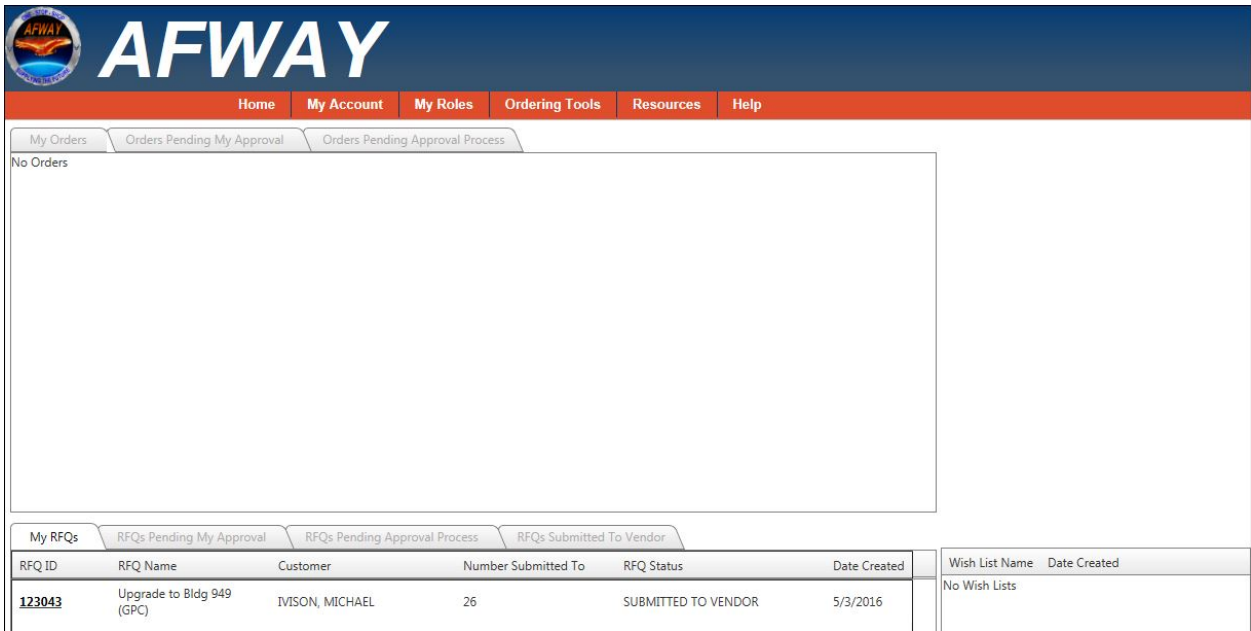 AFWAY
AFWAY
Home My Account My Roles Ordering Tools Resources Help
My Orders Orders Pending My Approval Orders Pending Approval Process
No Orders
My RFQs RFQs Pending My Approval RFQs Pending Approval Process RFQs Submitted To Vendor
RFQ ID RFQ Name Customer Number Submitted To RFQ Status Date Created
123043 Upgrade to Bldg 949 IVISON, MICHAEL 26 SUBMITTED TO VENDOR 5/3/2016
(GPC)
Wish List Name Date Created
No Wish Lists